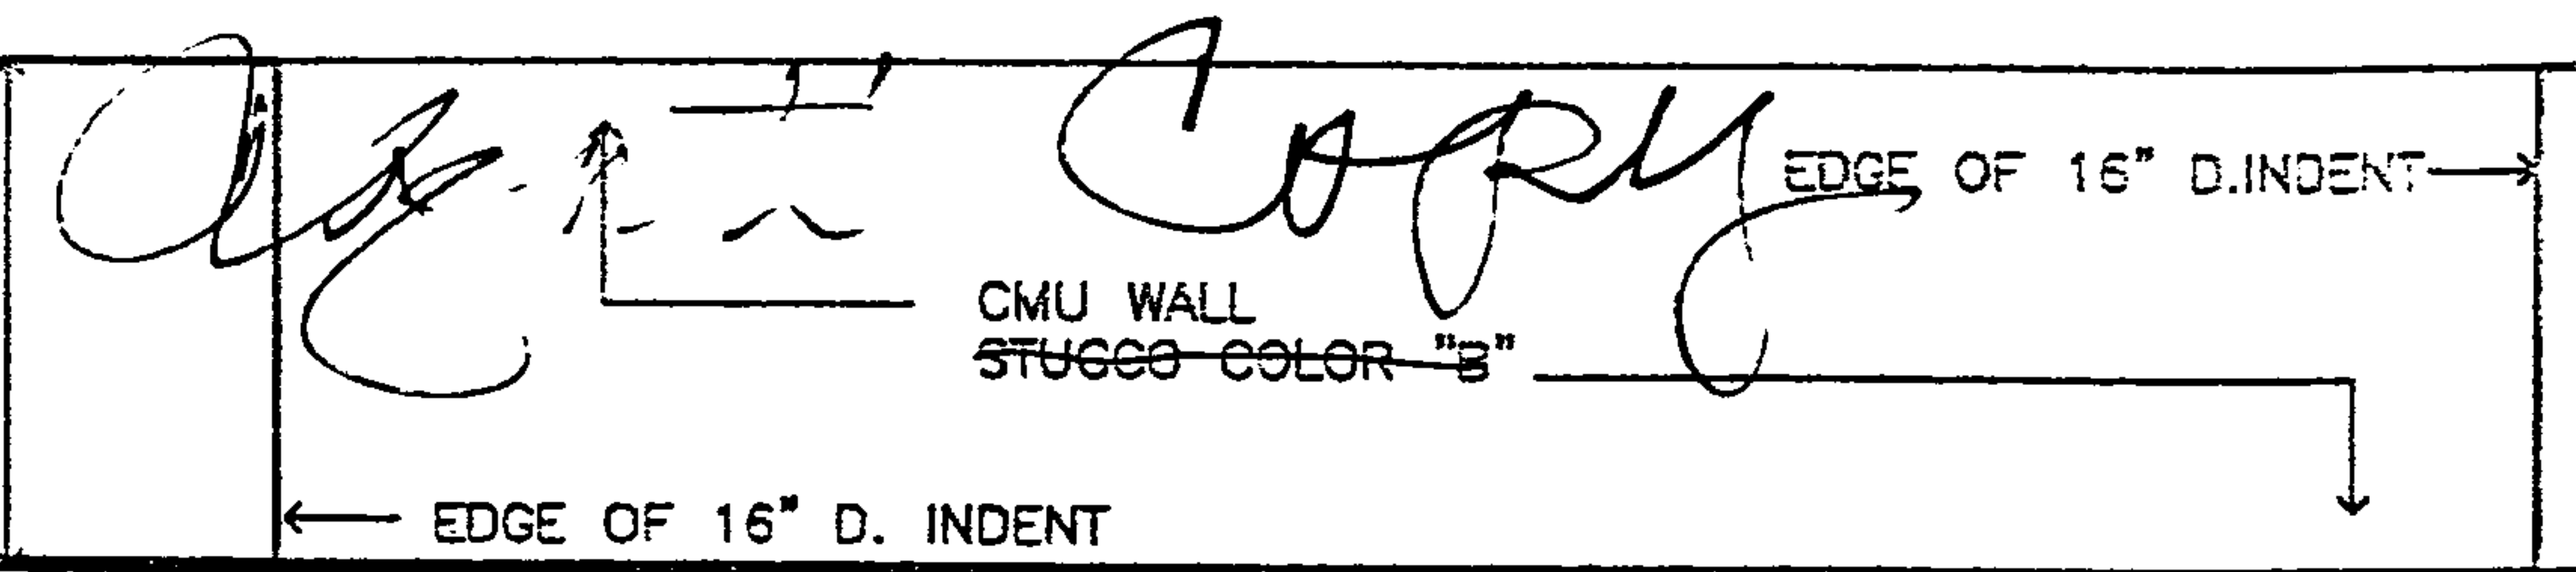 Copy
EDGE OF 16" D.INDENT
CMU WALL
STUCCO COLOR "B"
EDGE OF 16" D. INDENT